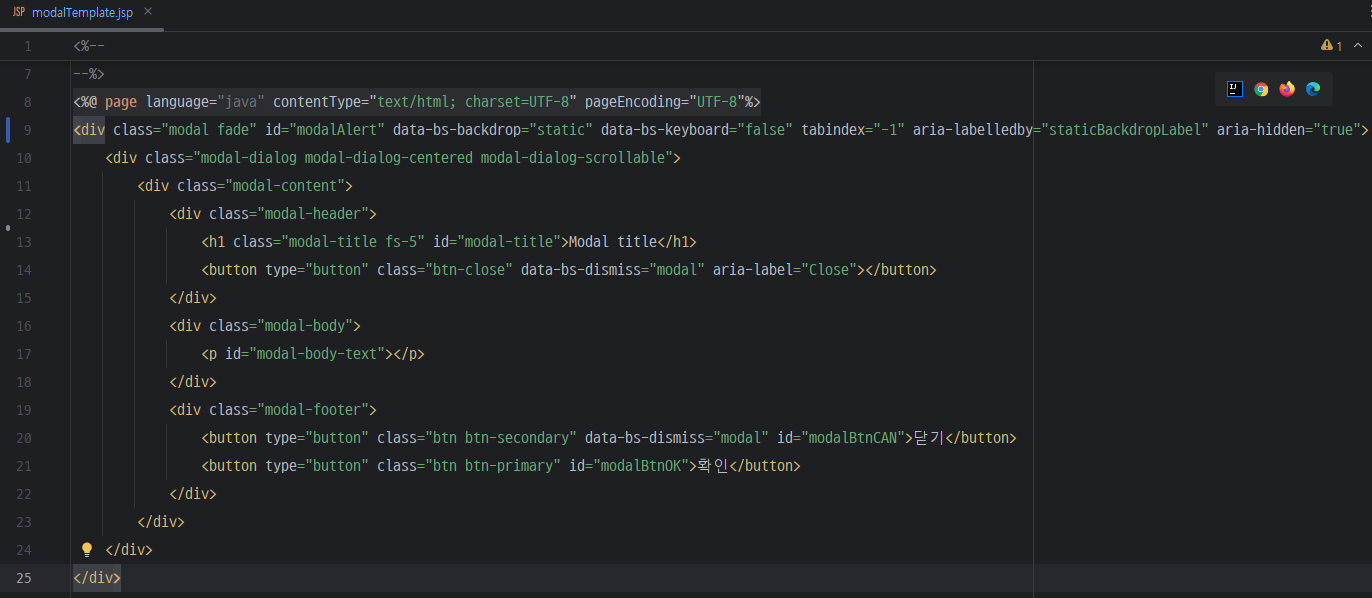 JSP modalTemplate.jsp ×
1 <%-- 1
7 --%>
8 <%@ page language="java" contentType="text/html; charset=UTF-8" pageEncoding="UTF-8"%>
9 <div class="modal fade" id="modalAlert" data-bs-backdrop="static" data-bs-keyboard="false" tabindex="-1" aria-labelledby="staticBackdropLabel" aria-hidden="true">
10 <div class="modal-dialog modal-dialog-centered modal-dialog-scrollable">
11 <div class="modal-content">
12 <div class="modal-header">
13 <h1 class="modal-title fs-5" id="modal-title">Modal title</h1>
14 <button type="button" class="btn-close" data-bs-dismiss="modal" aria-label="Close"></button>
15 </div>
16 <div class="modal-body">
17 <p id="modal-body-text"></p>
18 </div>
19 <div class="modal-footer">
20 <button type="button" class="btn btn-secondary" data-bs-dismiss="modal" id="modalBtnCAN">닫기</button>
21 <button type="button" class="btn btn-primary" id="modalBtnOK">확인</button>
22 </div>
23 </div>
24 </div>
25 </div>